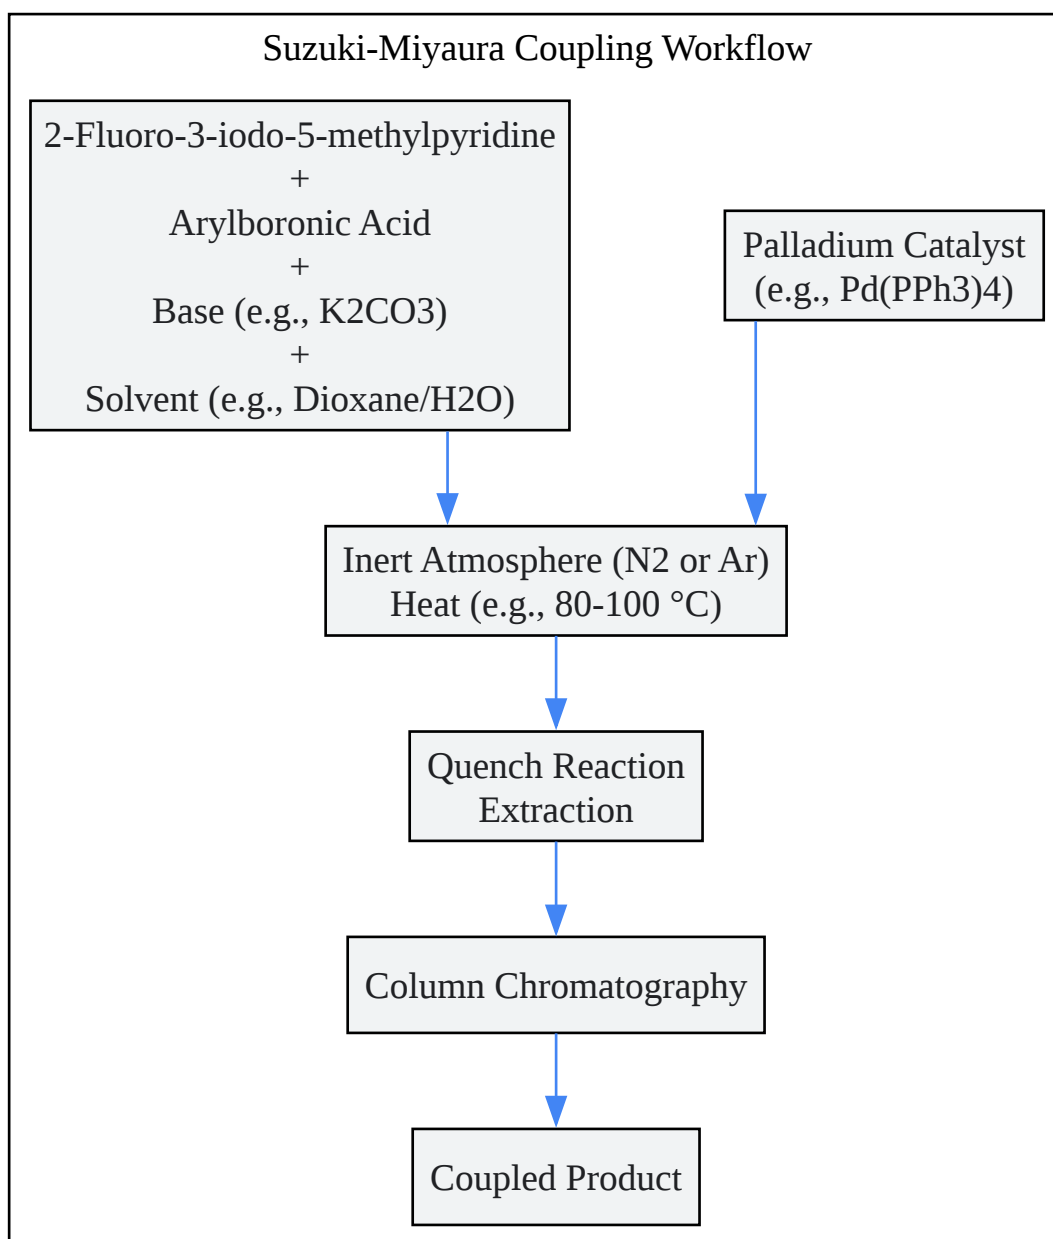 Suzuki-Miyaura Coupling Workflow
2-Fluoro-3-iodo-5-methylpyridine
+
Arylboronic Acid
+
Base (e.g., K2CO3)
+
Solvent (e.g., Dioxane/H2O)
Palladium Catalyst
(e.g., Pd(PPh3)4)
Inert Atmosphere (N2 or Ar)
Heat (e.g., 80-100 °C)
Quench Reaction
Extraction
Column Chromatography
Coupled Product